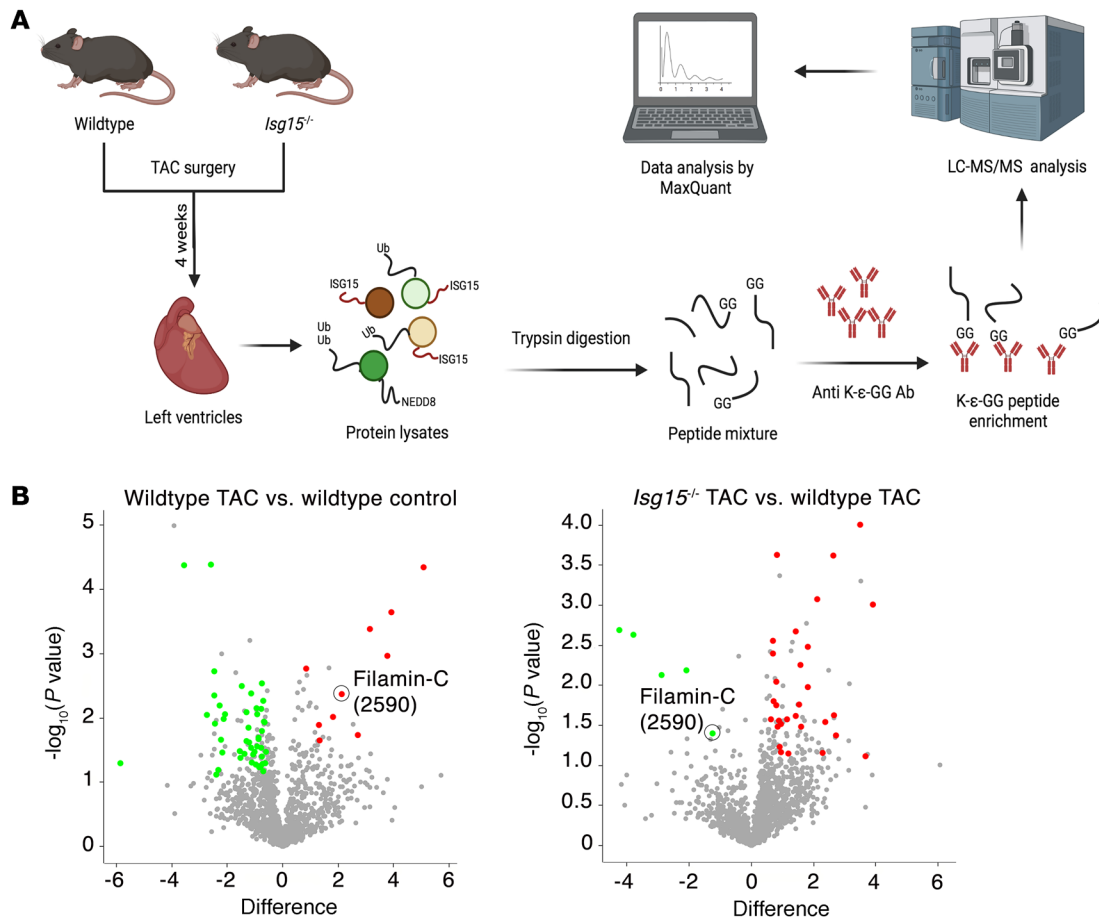 A
Wildtype
Isg15-/-
TAC surgery
4 weeks
Left ventricles
Ub
ISG15
ISG15
Ub
Ub
Ub
ISG15
NEDD8
Protein lysates
Trypsin digestion
GG
GG
GG
Peptide mixture
Anti K-ε-GG Ab
GG
GG
GG
K-ε-GG peptide
enrichment
LC-MS/MS analysis
0
1
2
3
4
Data analysis by
MaxQuant
B
Wildtype TAC vs. wildtype control
5
4
3
2
1
0
-log10(P value)
Filamin-C
(2590)
-6
-4
-2
0
2
4
6
Difference
Isg15-/- TAC vs. wildtype TAC
4.0
3.5
3.0
2.5
2.0
1.5
1.0
0.5
0
-log10(P value)
Filamin-C
(2590)
-4
-2
0
2
4
6
Difference